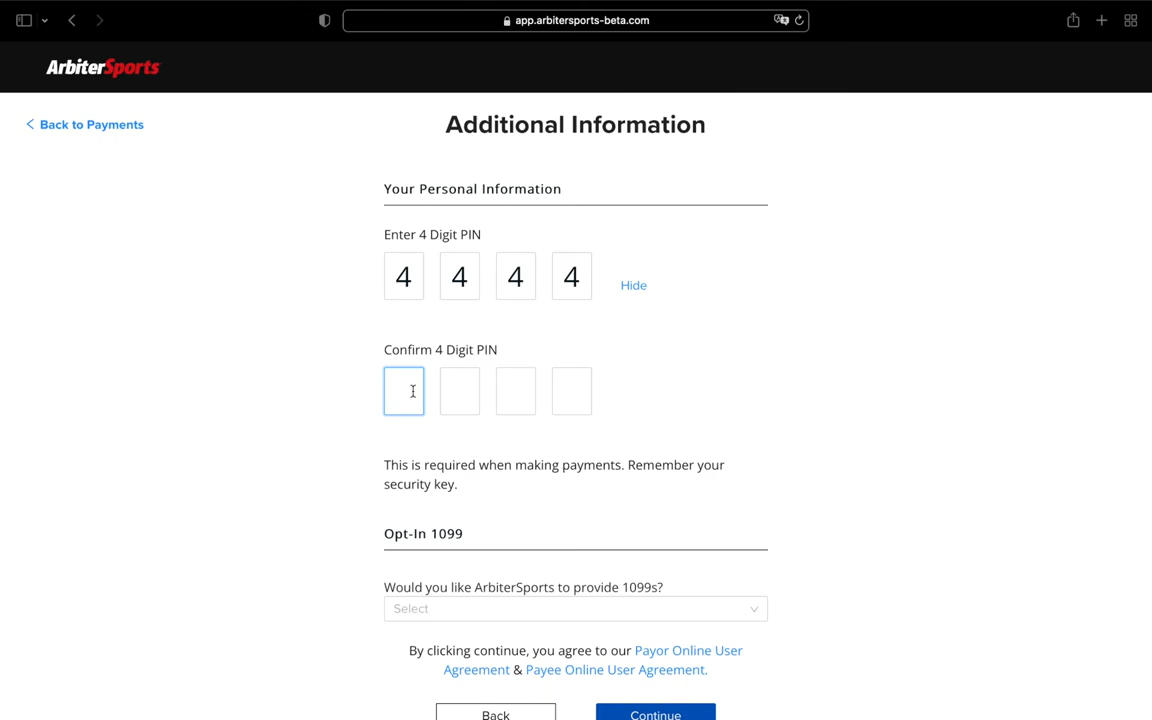 app.arbitersports-beta.com
ArbiterSports
Back to Payments
Additional Information
Your Personal Information
Enter 4 Digit PIN
4 4 4 4
Hide
Confirm 4 Digit PIN
This is required when making payments. Remember your
security key.
Opt-In 1099
Would you like ArbiterSports to provide 1099s?
Select
By clicking continue, you agree to our Payor Online User
Agreement & Payee Online User Agreement.
Back
Continue